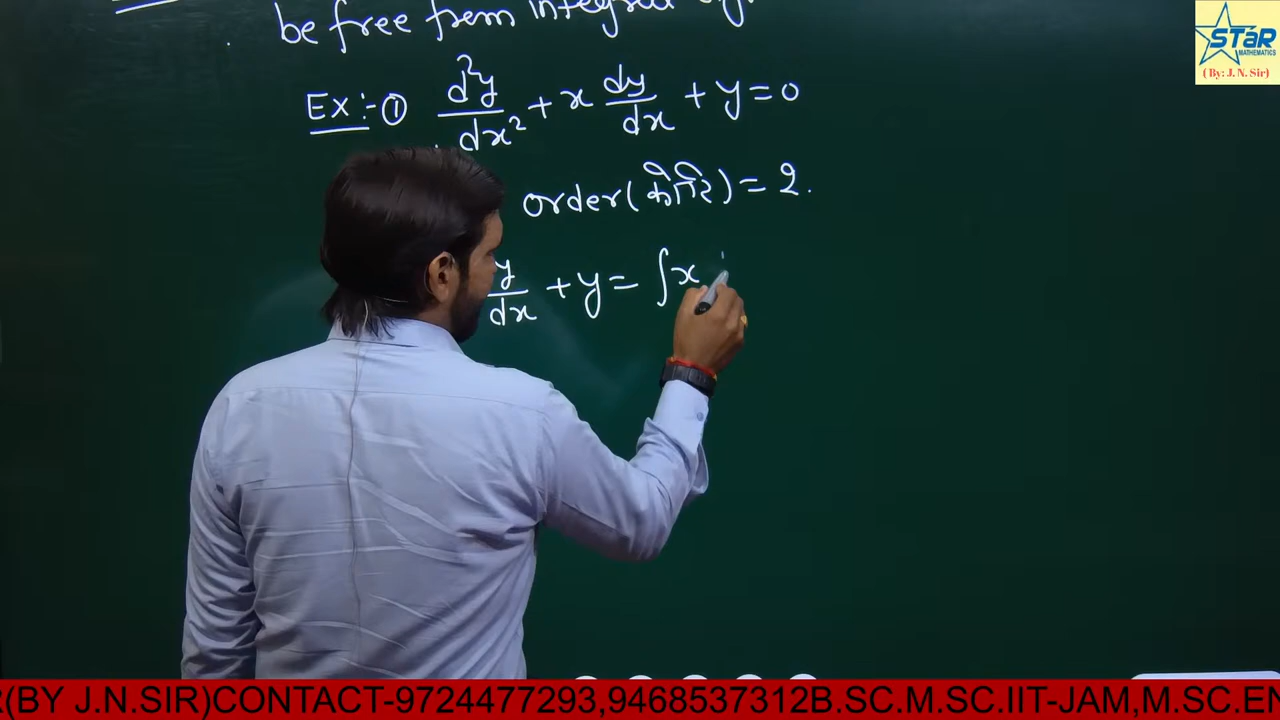 be free from integral sign.
Ex:-① d²y/dx² + x dy/dx + y = 0
order(कोटि) = 2.
y/dx + y = ∫x
STaR
MATHEMATICS
( By: J. N. Sir)
R(BY J.N.SIR)CONTACT-9724477293,9468537312B.SC.M.SC.IIT-JAM,M.SC.EN